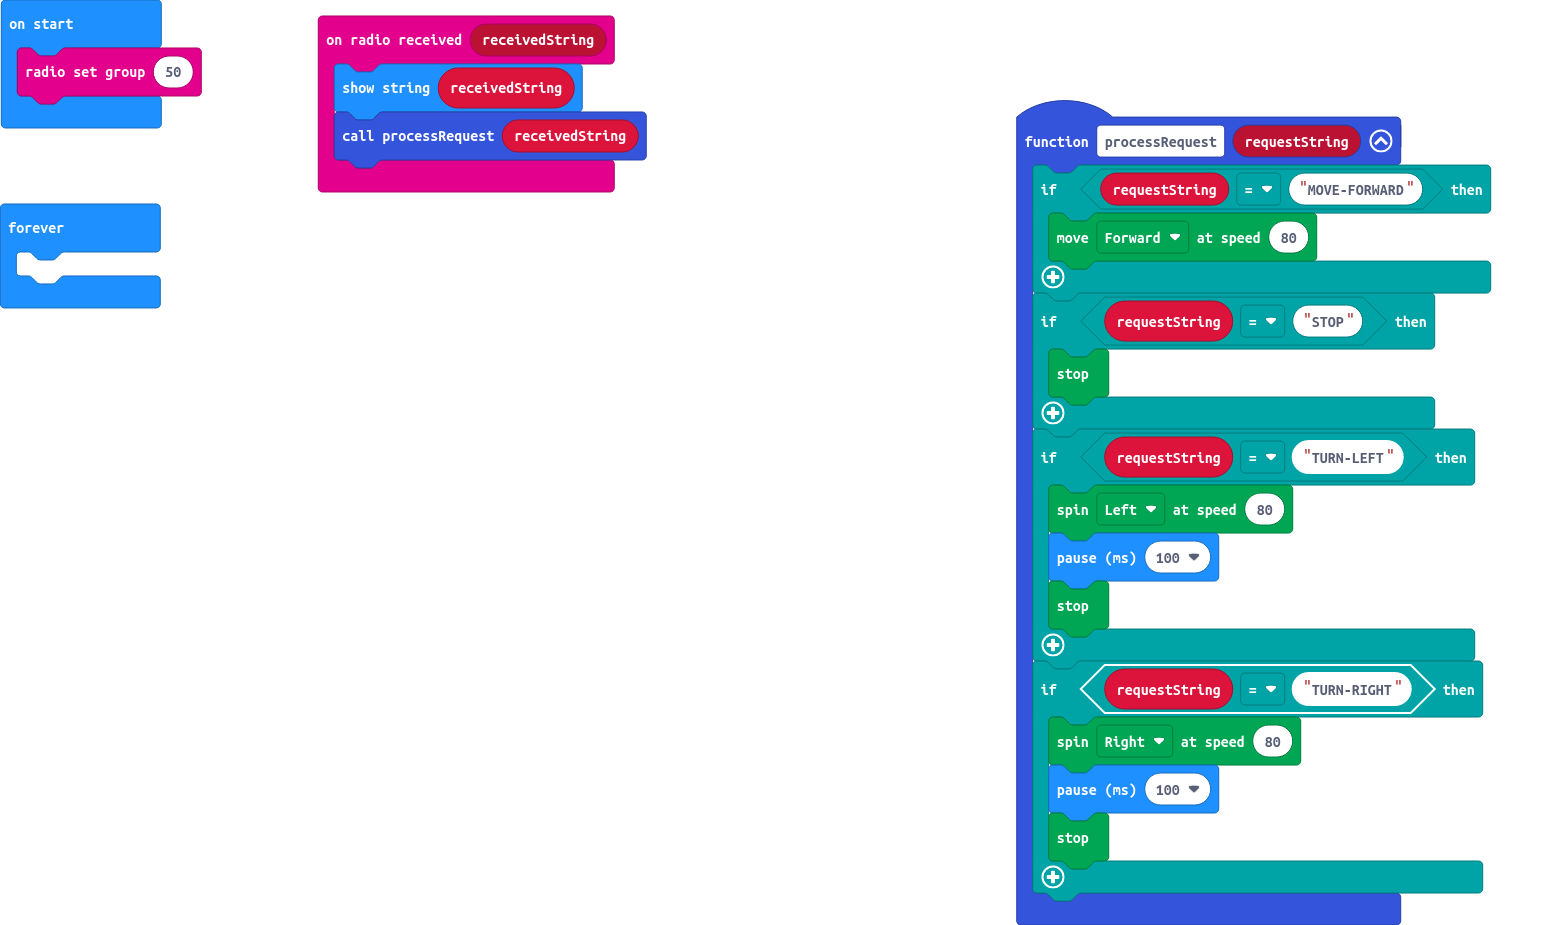 on start
radio set group 50
forever
on radio received receivedString
show string receivedString
call processRequest receivedString
function processRequest requestString
if requestString = "MOVE-FORWARD" then
move Forward at speed 80
if requestString = "STOP" then
stop
if requestString = "TURN-LEFT" then
spin Left at speed 80
pause (ms) 100
stop
if requestString = "TURN-RIGHT" then
spin Right at speed 80
pause (ms) 100
stop